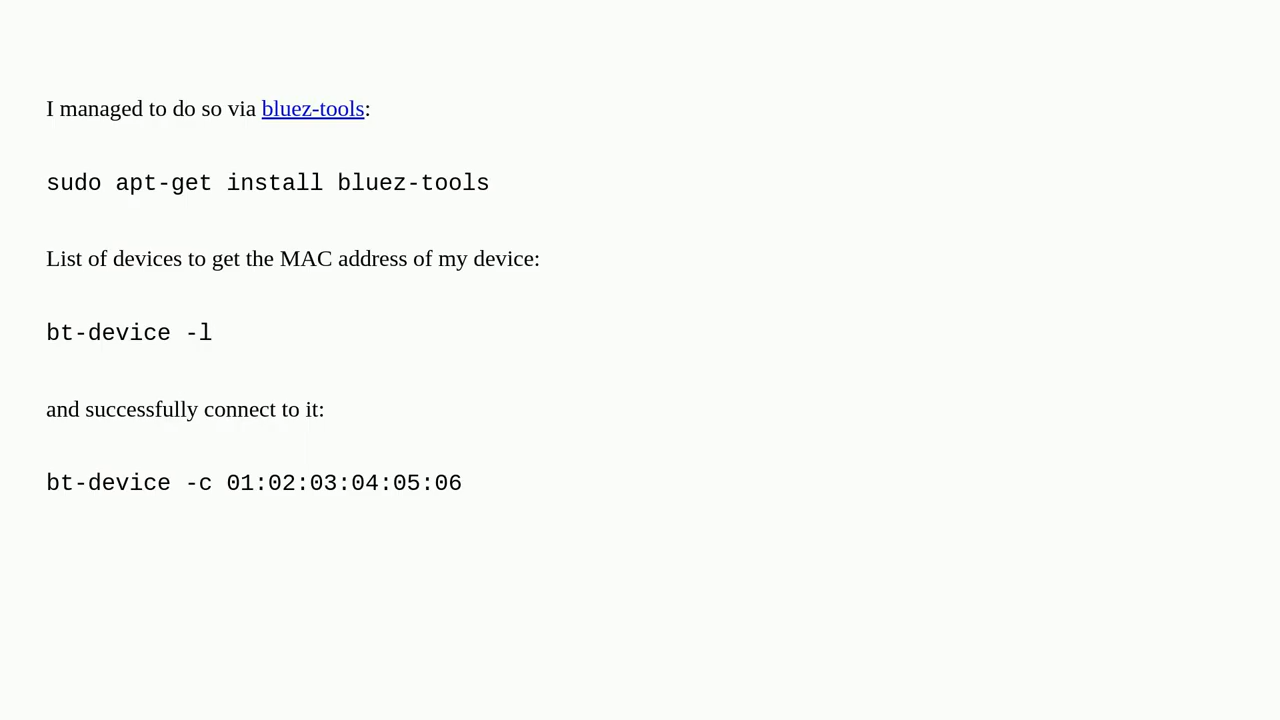 I managed to do so via bluez-tools:
sudo apt-get install bluez-tools
List of devices to get the MAC address of my device:
bt-device -l
and successfully connect to it:
bt-device -c 01:02:03:04:05:06